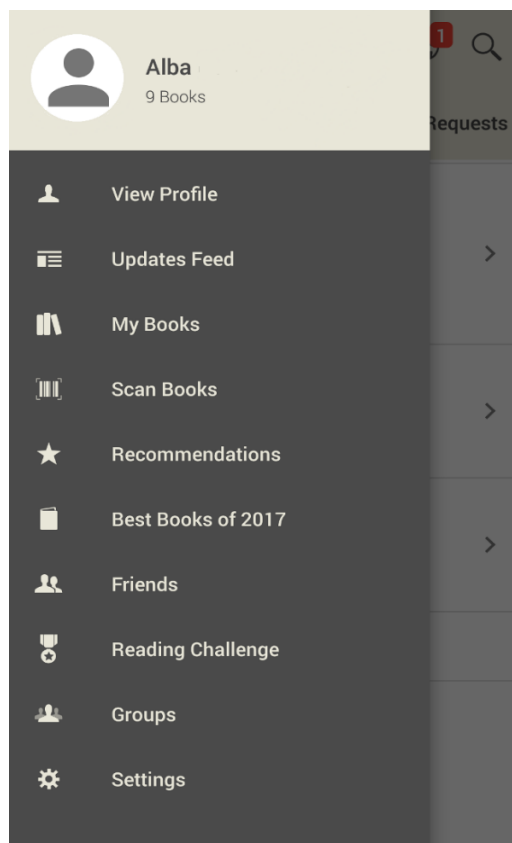 Alba
9 Books
1
Requests
View Profile
Updates Feed
My Books
Scan Books
Recommendations
Best Books of 2017
Friends
Reading Challenge
Groups
Settings